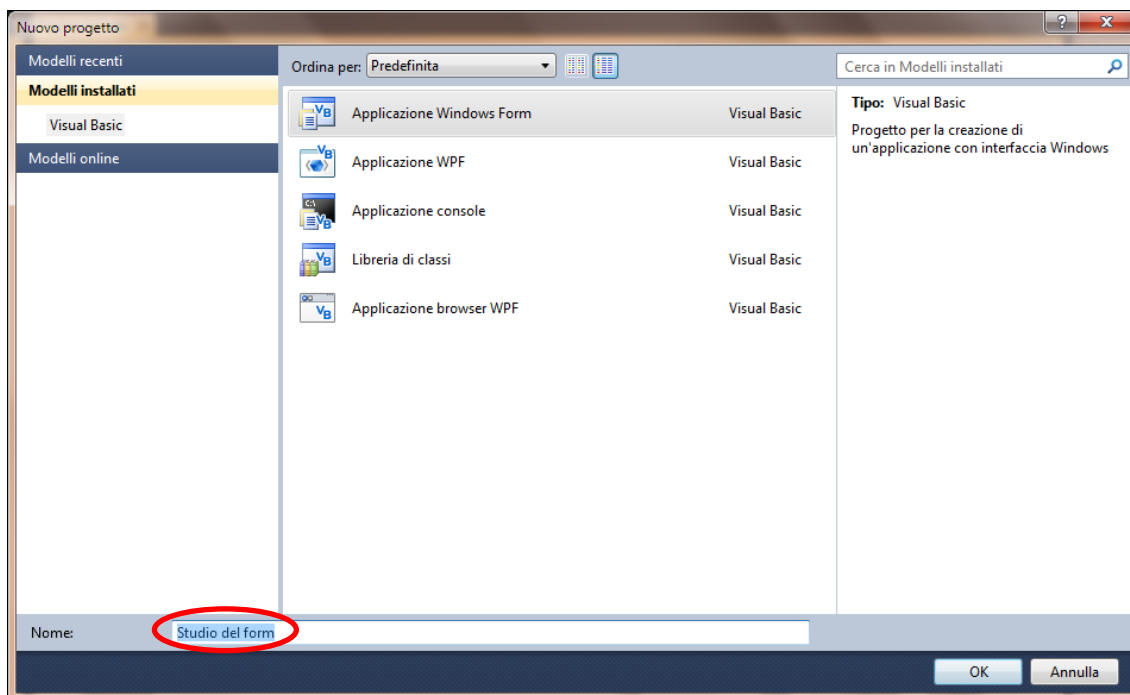 Nuovo progetto
Modelli recenti
Modelli installati
Visual Basic
Modelli online
Ordina per: Predefinita
Applicazione Windows Form Visual Basic
Applicazione WPF Visual Basic
Applicazione console Visual Basic
Libreria di classi Visual Basic
Applicazione browser WPF Visual Basic
Cerca in Modelli installati
Tipo: Visual Basic
Progetto per la creazione di
un'applicazione con interfaccia Windows
Nome: Studio del form
OK Annulla